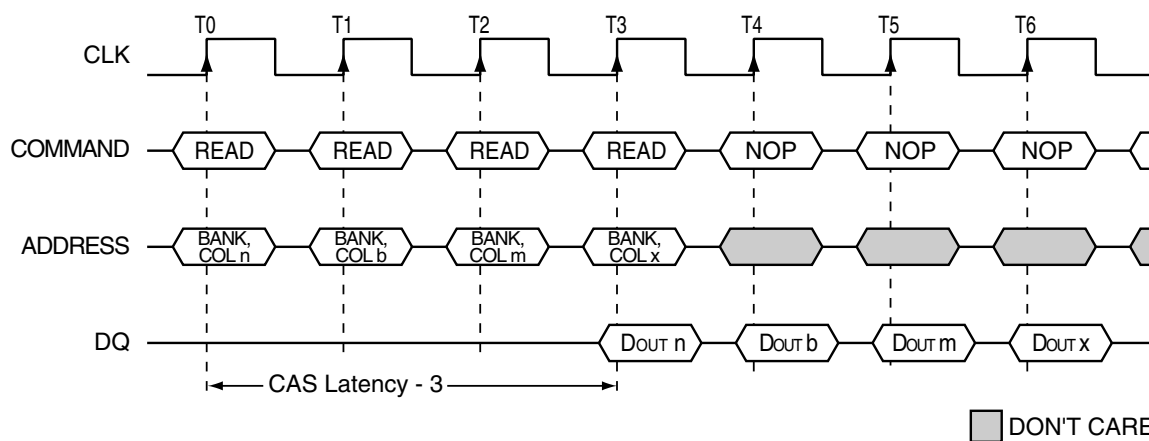 T0 T1 T2 T3 T4 T5 T6
CLK
COMMAND READ READ READ READ NOP NOP NOP
ADDRESS BANK, COL n BANK, COL b BANK, COL m BANK, COL x
DQ DOUT n DOUT b DOUT m DOUT x
CAS Latency - 3
DON'T CARE